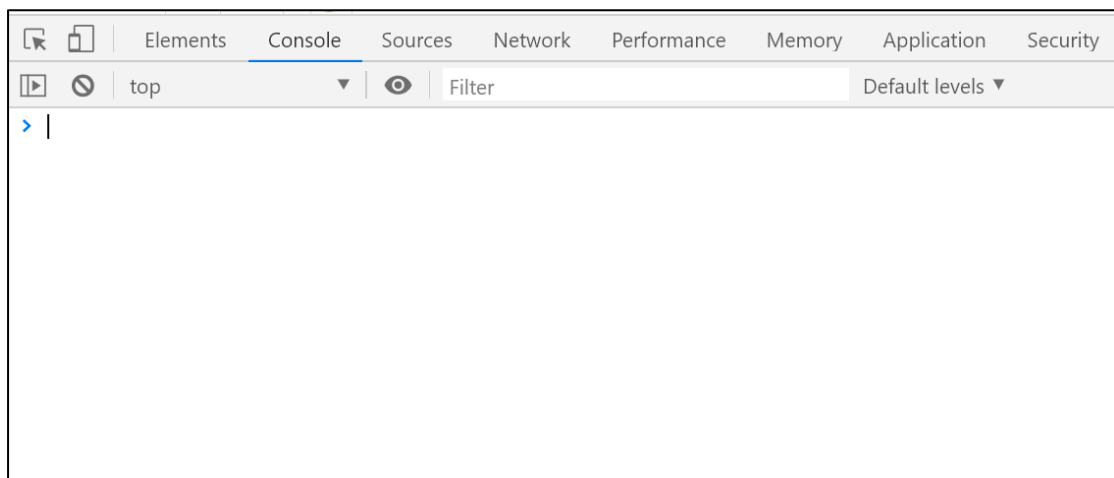 Elements Console Sources Network Performance Memory Application Security
top Filter Default levels
>